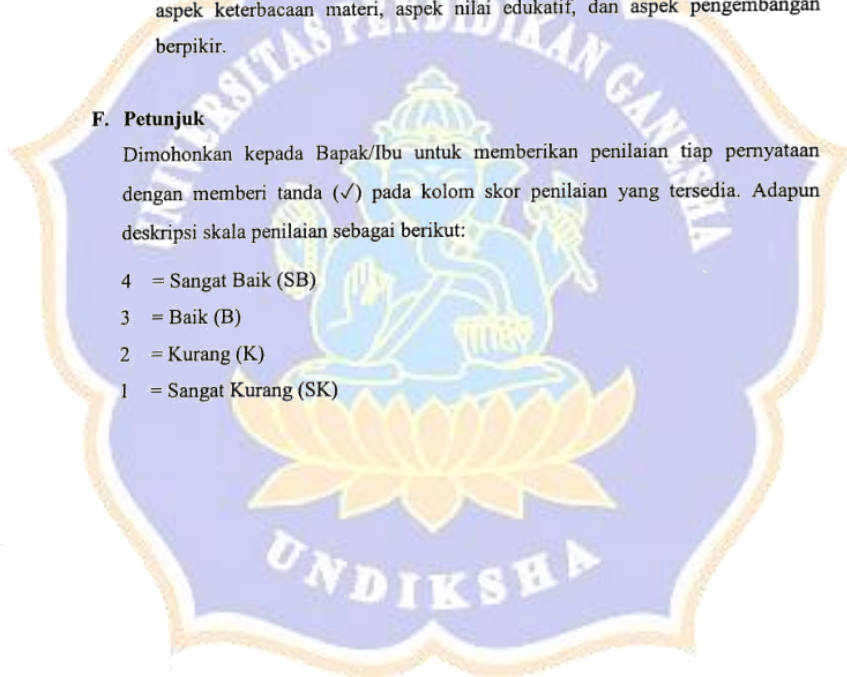 aspek keterbacaan materi, aspek nilai edukatif, dan aspek pengembangan
berpikir.
UNIVERSITAS PENDIDIKAN GANESHA
F. Petunjuk
Dimohonkan kepada Bapak/Ibu untuk memberikan penilaian tiap pernyataan
dengan memberi tanda (✓) pada kolom skor penilaian yang tersedia. Adapun
deskripsi skala penilaian sebagai berikut:
4 = Sangat Baik (SB)
3 = Baik (B)
2 = Kurang (K)
1 = Sangat Kurang (SK)
UNDIKSHA